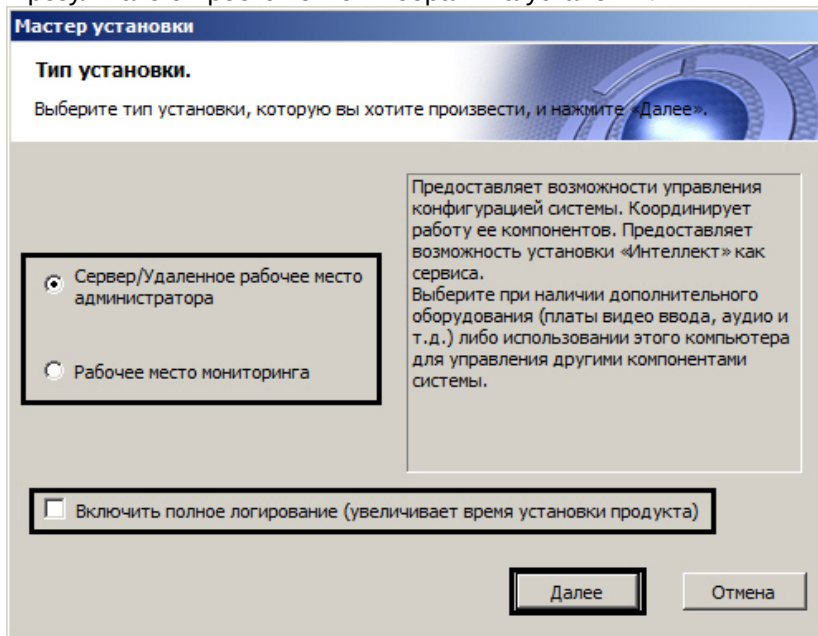 Мастер установки
Тип установки.
Выберите тип установки, которую вы хотите произвести, и нажмите «Далее».
Предоставляет возможности управления
конфигурацией системы. Координирует
работу ее компонентов. Предоставляет
возможность установки «Интеллект» как
сервиса.
Выберите при наличии дополнительного
оборудования (платы видео ввода, аудио и
т.д.) либо использовании этого компьютера
для управления другими компонентами
системы.
Сервер/Удаленное рабочее место
администратора
Рабочее место мониторинга
Включить полное логирование (увеличивает время установки продукта)
Далее
Отмена